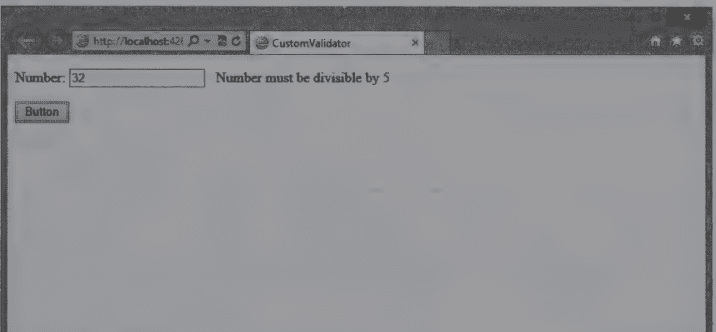 http://localhost:42
CustomValidator
Number: 32 Number must be divisible by 5
Button